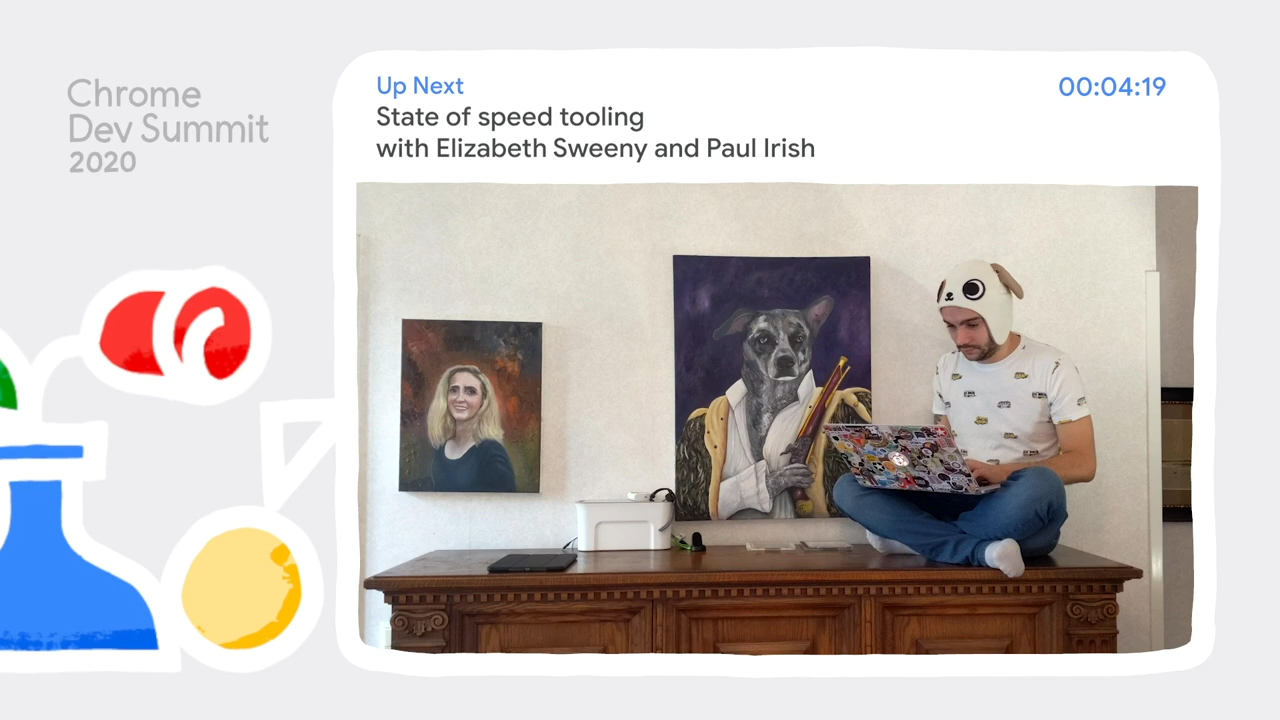 Chrome
Dev Summit
2020
Up Next
00:04:19
State of speed tooling
with Elizabeth Sweeny and Paul Irish